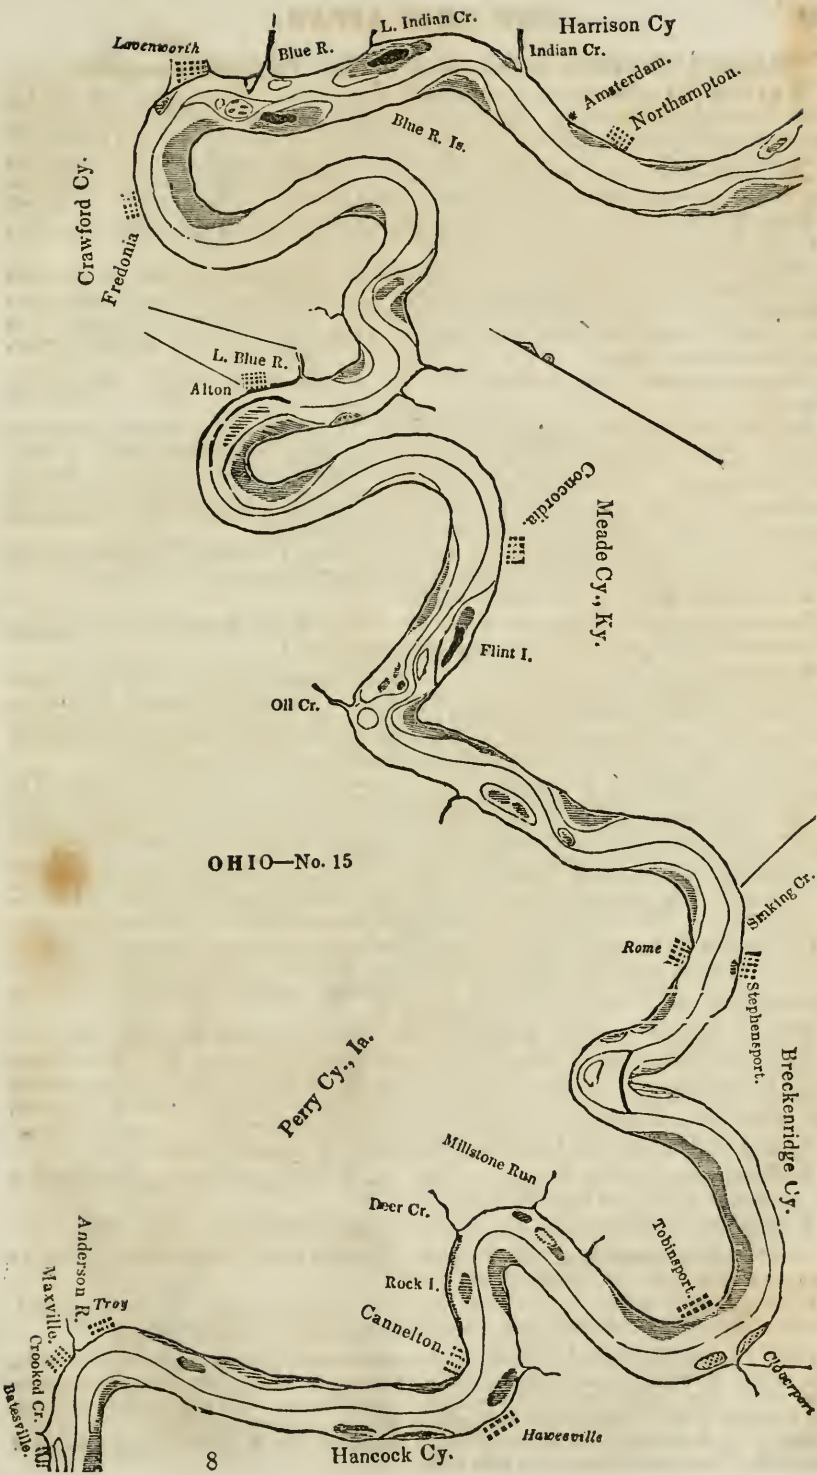 L. Indian Cr.
Harrison Cy
Leavenworth
Blue R.
Indian Cr.
Amsterdam.
Northampton.
Blue R. Is.
Crawford Cy.
Fredonia
L. Blue R.
Alton
Concordia.
Meade Cy., Ky.
Flint I.
Oil Cr.
OHIO—No. 15
Sinking Cr.
Rome
Stephensport.
Breckenridge Cy.
Perry Cy., Ia.
Millstone Run
Deer Cr.
Tobinsport.
Rock I.
Cannelton.
Anderson R.
Troy
Maxville.
Crooked Cr.
Batesville.
Cloverport
Hawesville
Hancock Cy.
8